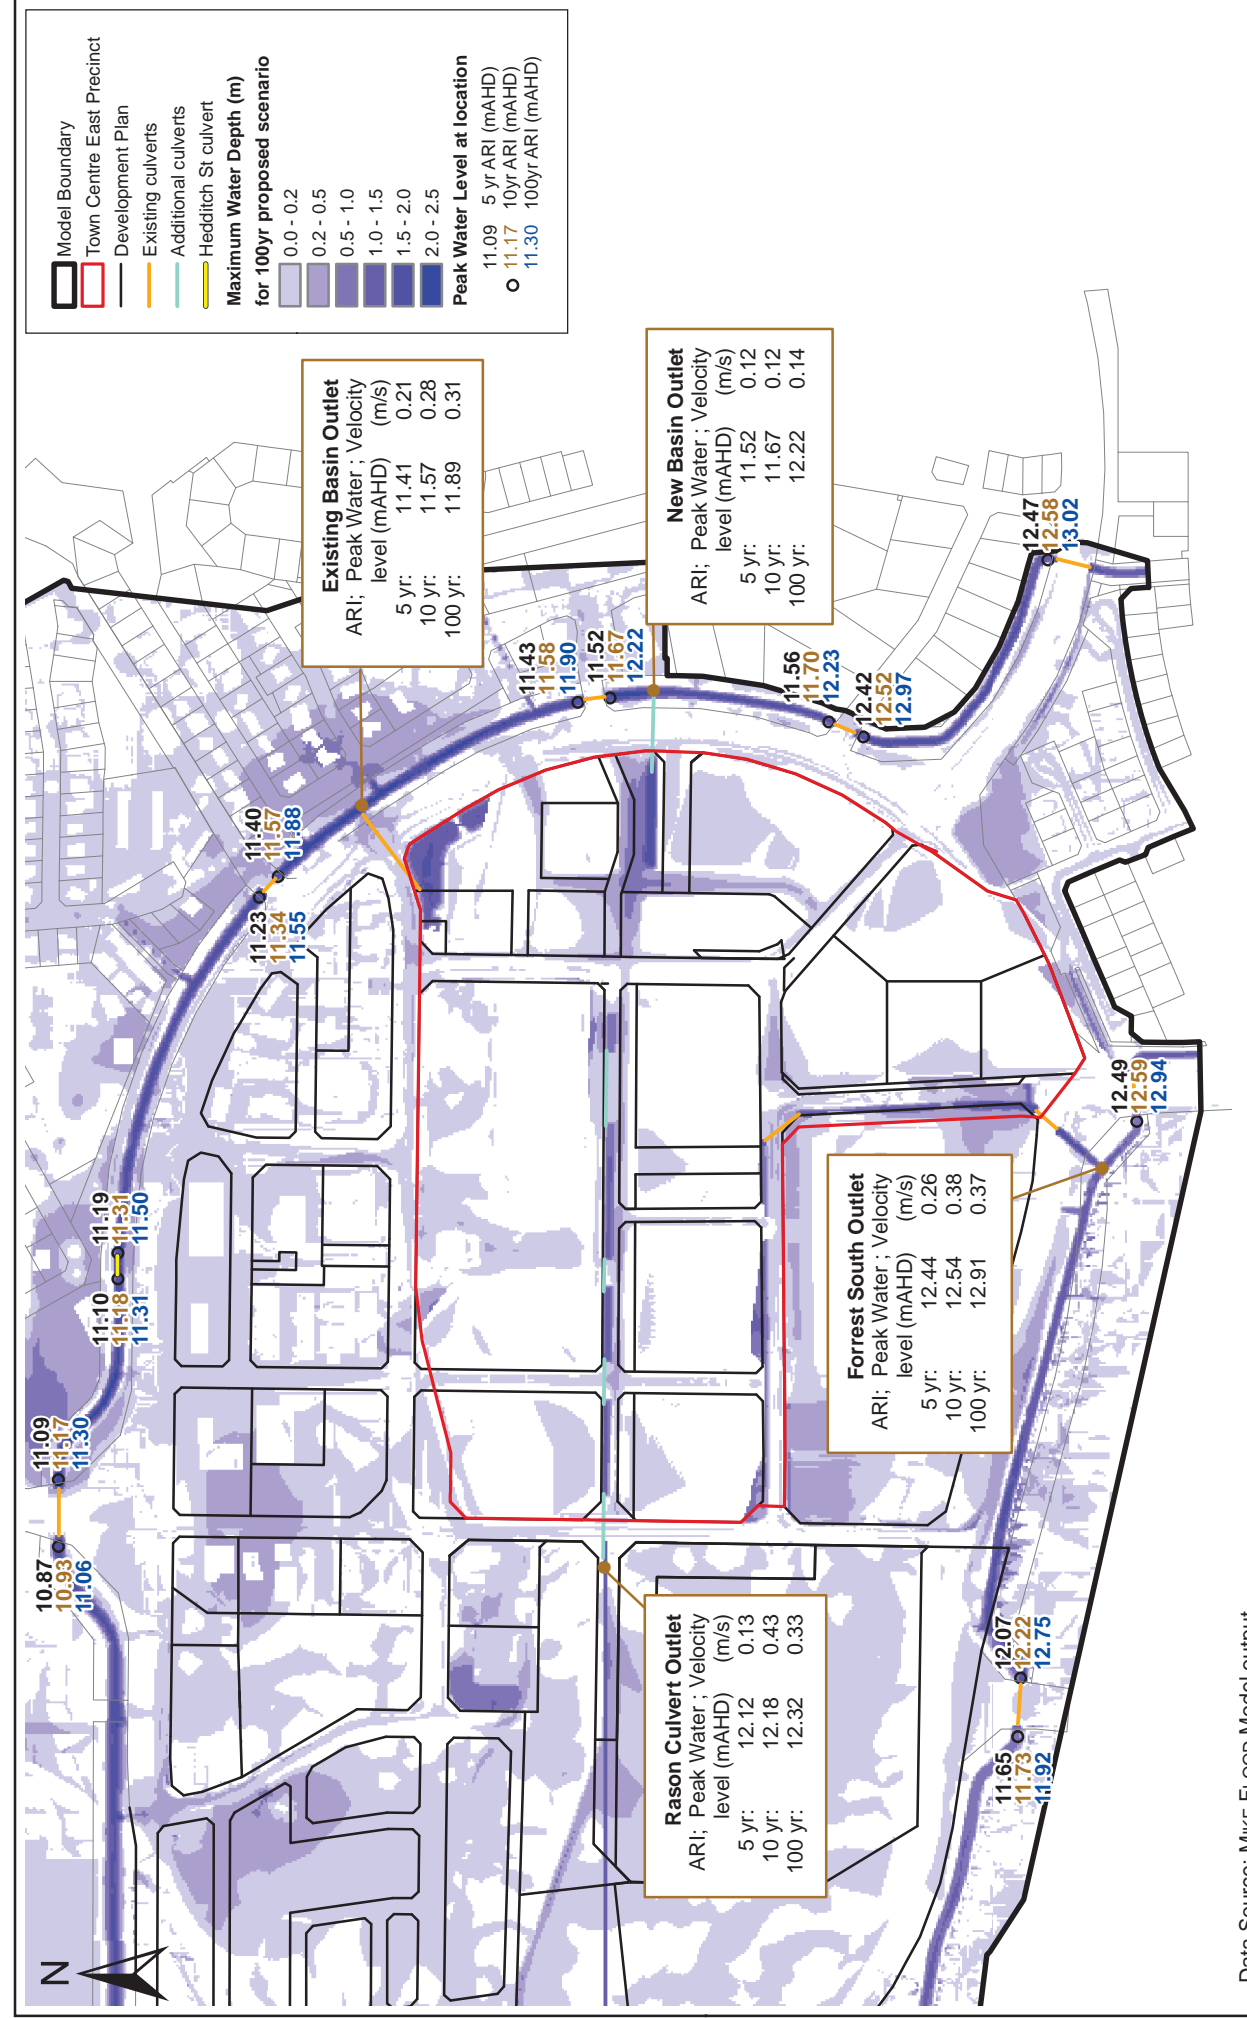 Model Boundary
Town Centre East Precinct
Development Plan
Existing culverts
Additional culverts
Hedditch St culvert
Maximum Water Depth (m)
for 100yr proposed scenario
0.0 - 0.2
0.2 - 0.5
0.5 - 1.0
1.0 - 1.5
1.5 - 2.0
2.0 - 2.5
Peak Water Level at location
11.09 5 yr ARI (mAHD)
11.17 10yr ARI (mAHD)
11.30 100yr ARI (mAHD)
N
10.87
10.93
11.06
11.09
11.17
11.30
11.10
11.18
11.31
11.19
11.31
11.50
11.23
11.34
11.55
11.40
11.57
11.88
Existing Basin Outlet
ARI; Peak Water ; Velocity
level (mAHD) (m/s)
5 yr: 11.41 0.21
10 yr: 11.57 0.28
100 yr: 11.89 0.31
11.43
11.58
11.90
11.52
11.67
12.22
New Basin Outlet
ARI; Peak Water ; Velocity
level (mAHD) (m/s)
5 yr: 11.52 0.12
10 yr: 11.67 0.12
100 yr: 12.22 0.14
11.56
11.70
12.23
12.42
12.52
12.97
12.47
12.58
13.02
Rason Culvert Outlet
ARI; Peak Water ; Velocity
level (mAHD) (m/s)
5 yr: 12.12 0.13
10 yr: 12.18 0.43
100 yr: 12.32 0.33
Forrest South Outlet
ARI; Peak Water ; Velocity
level (mAHD) (m/s)
5 yr: 12.44 0.26
10 yr: 12.54 0.38
100 yr: 12.91 0.37
12.49
12.59
12.94
11.65
11.73
11.92
12.07
12.22
12.75
Data Source: MIKE FLOOD Model output